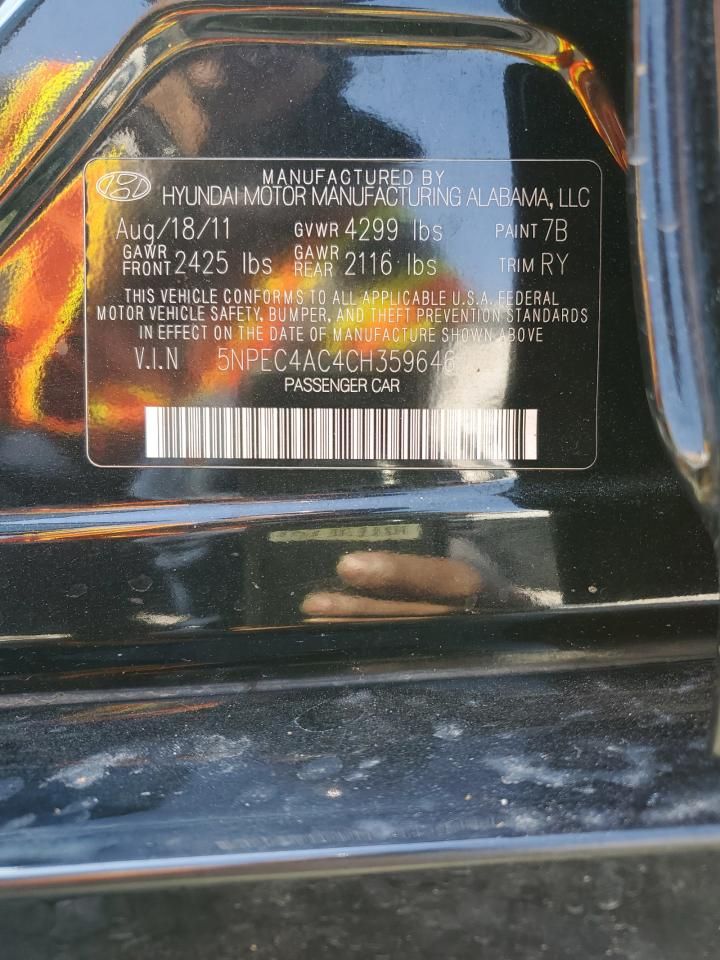 MANUFACTURED BY
HYUNDAI MOTOR MANUFACTURING ALABAMA, LLC
Aug/18/11 GVWR 4299 lbs PAINT 7B
GAWR FRONT 2425 lbs GAWR REAR 2116 lbs TRIM RY
THIS VEHICLE CONFORMS TO ALL APPLICABLE U.S.A. FEDERAL
MOTOR VEHICLE SAFETY, BUMPER, AND THEFT PREVENTION STANDARDS
IN EFFECT ON THE DATE OF MANUFACTURE SHOWN ABOVE
V.I.N 5NPEC4AC4CH359646
PASSENGER CAR